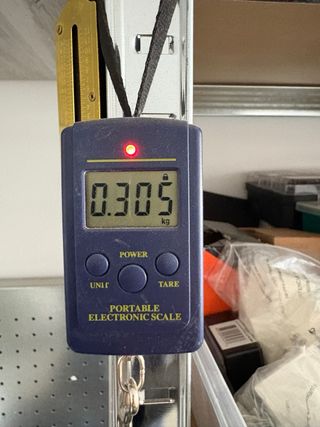 0.305
kg
POWER
UNIT TARE
PORTABLE
ELECTRONIC SCALE